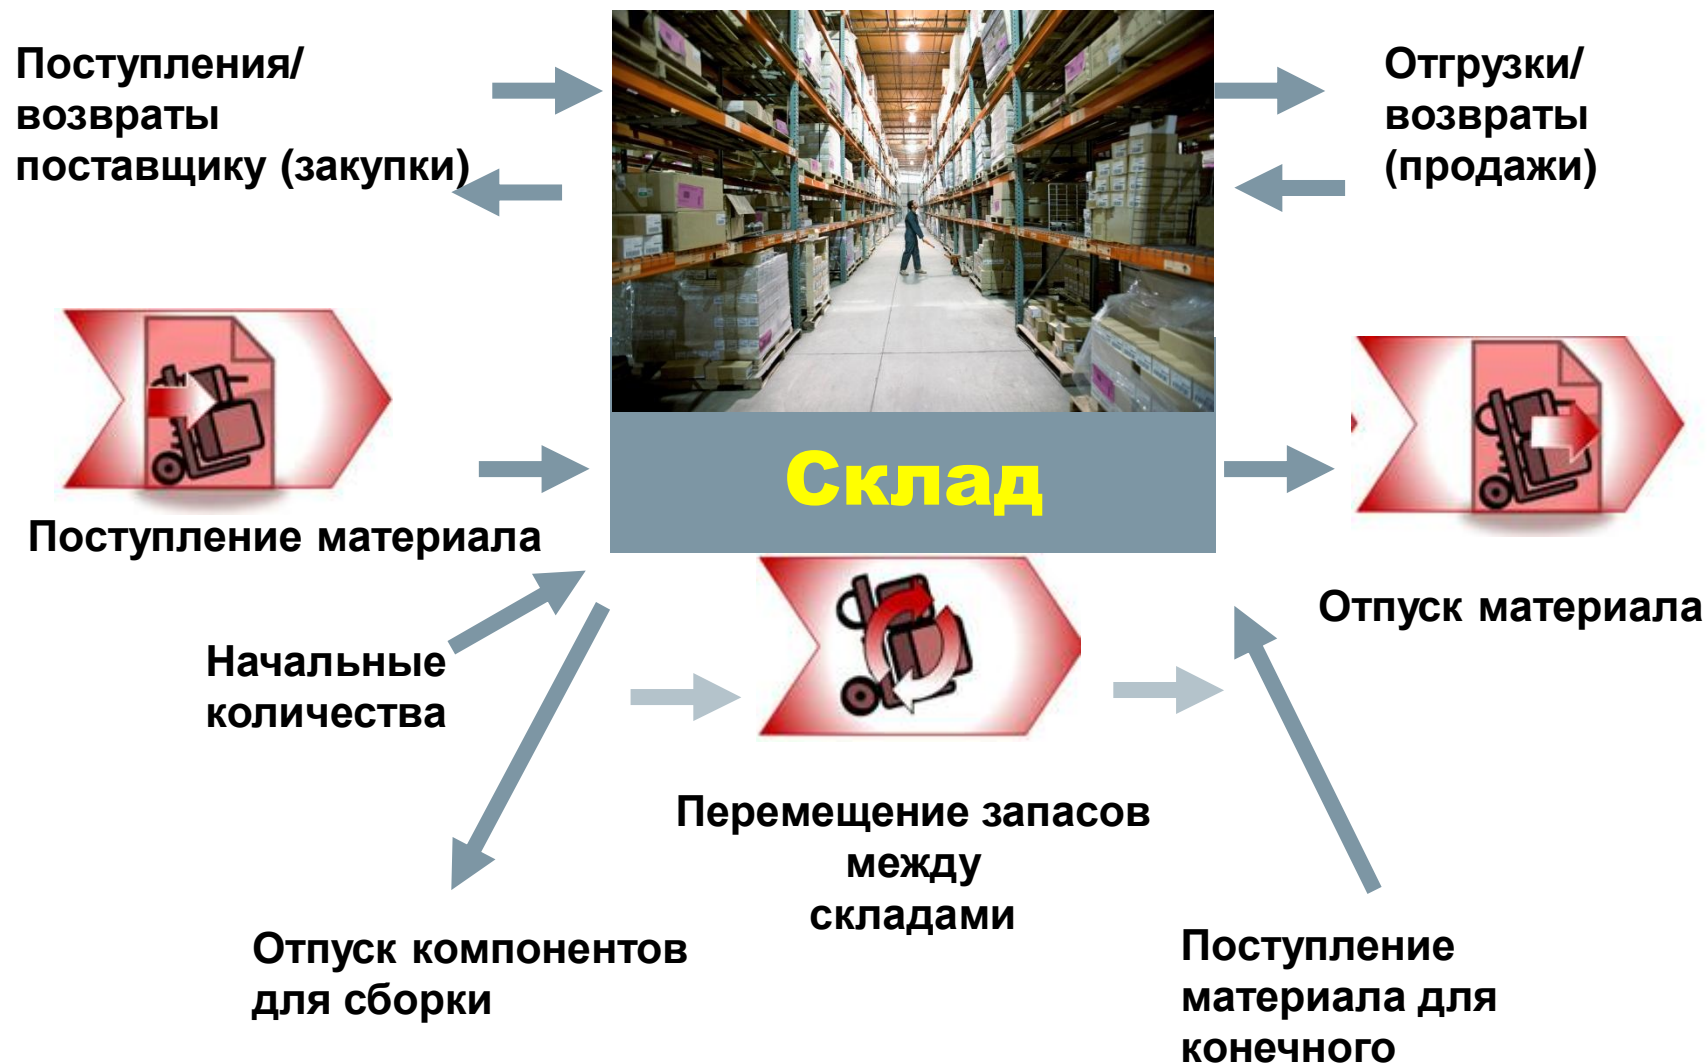 Поступления/
возвраты
поставщику (закупки)
Отгрузки/
возвраты
(продажи)
Склад
Поступление материала
Отпуск материала
Начальные
количества
Перемещение запасов
между
складами
Отпуск компонентов
для сборки
Поступление
материала для
конечного